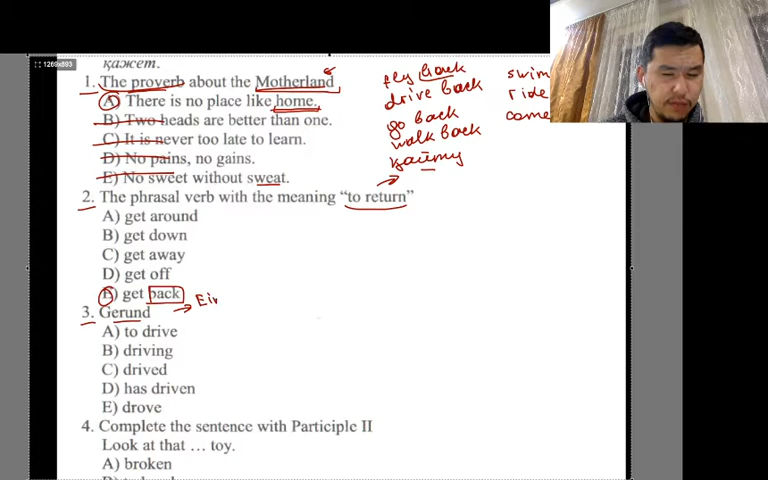 қажет.
1269x893
1. The proverb about the Motherland
A) There is no place like home.
B) Two heads are better than one.
C) It is never too late to learn.
D) No pains, no gains.
E) No sweet without sweat.
2. The phrasal verb with the meaning “to return”
A) get around
B) get down
C) get away
D) get off
E) get back
3. Gerund
Ein
A) to drive
B) driving
C) drived
D) has driven
E) drove
4. Complete the sentence with Participle II
Look at that … toy.
A) broken
fly back
drive back
go back
walk back
қайту
swim
ride
come